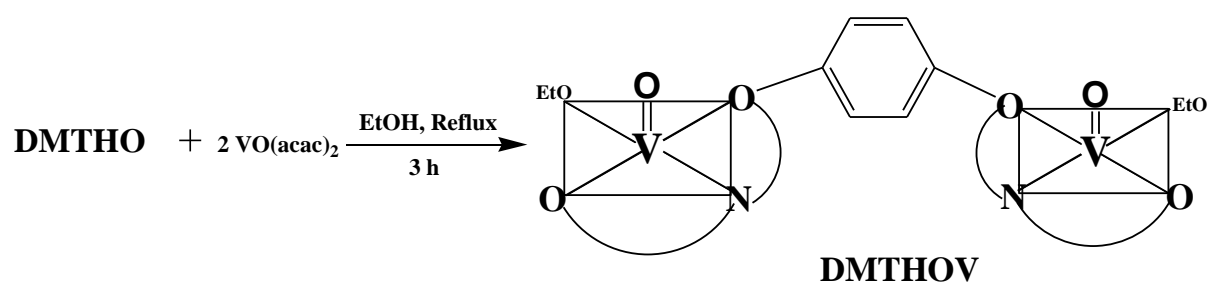 DMTHO + 2 VO(acac)₂
EtOH, Reflux
3 h
EtO O O
O V N
O O EtO
N V O
DMTHOV